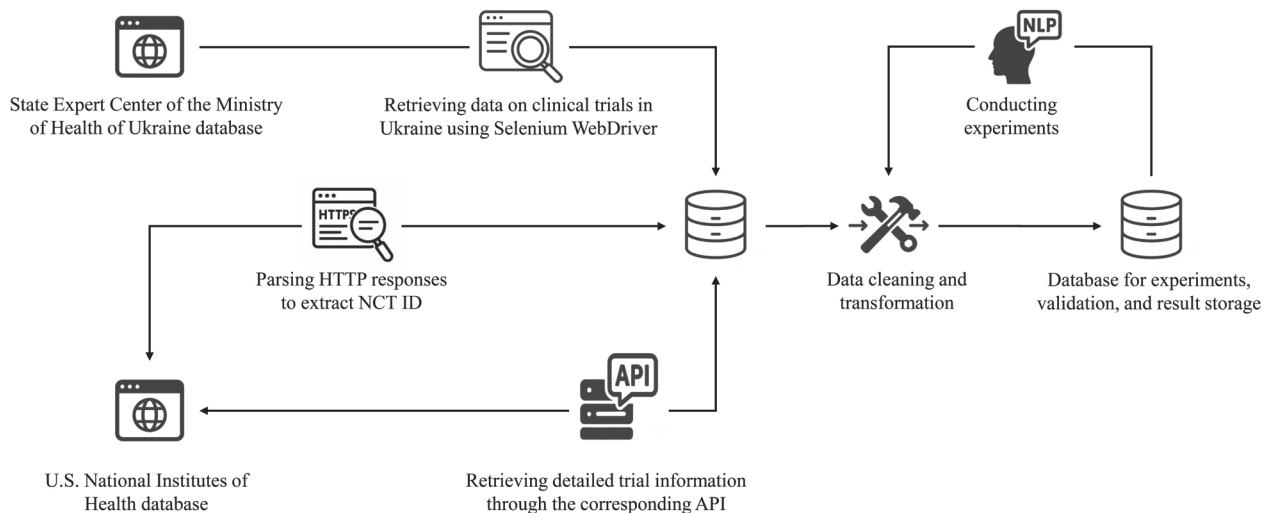 NLP
State Expert Center of the Ministry
of Health of Ukraine database
Retrieving data on clinical trials in
Ukraine using Selenium WebDriver
Conducting
experiments
HTTPS
Parsing HTTP responses
to extract NCT ID
Data cleaning and
transformation
Database for experiments,
validation, and result storage
API
U.S. National Institutes of
Health database
Retrieving detailed trial information
through the corresponding API